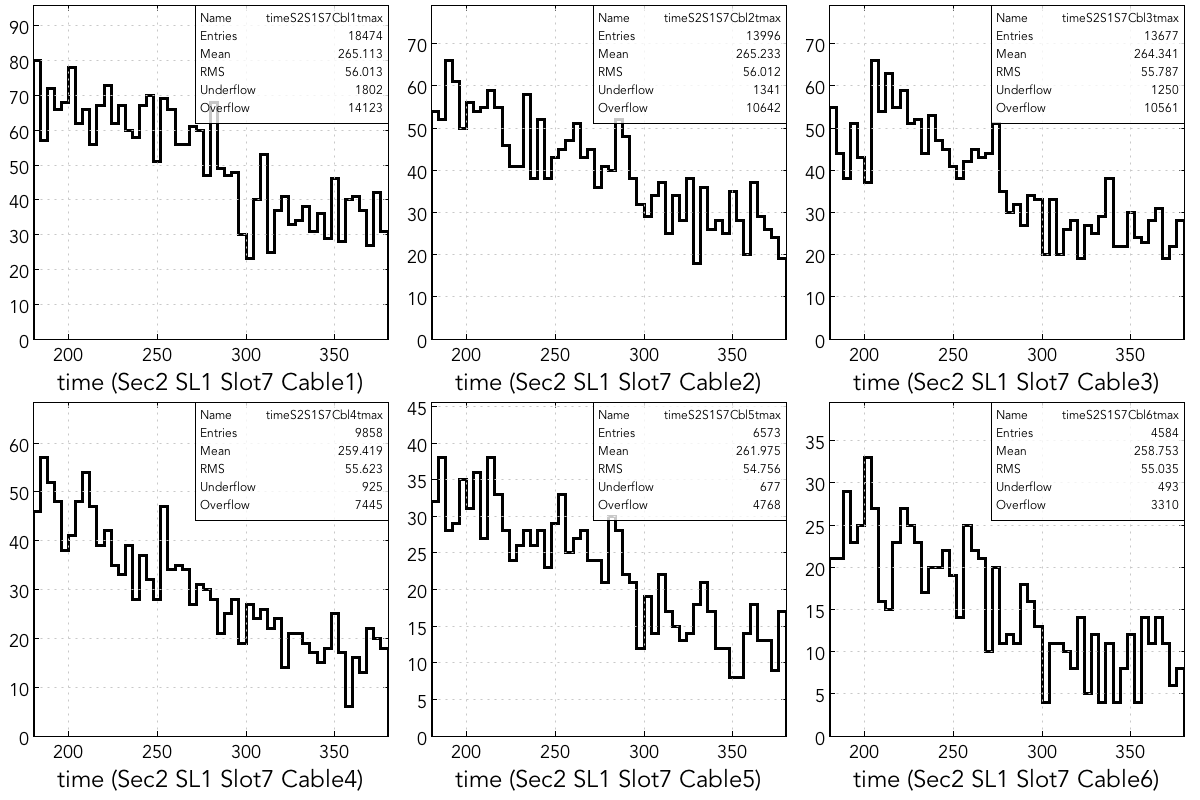 90
80
70
60
50
40
30
20
10
0
200 250 300 350
Name timeS2S1S7Cbl1tmax
Entries 18474
Mean 265.113
RMS 56.013
Underflow 1802
Overflow 14123
time (Sec2 SL1 Slot7 Cable1)
70
60
50
40
30
20
10
0
200 250 300 350
Name timeS2S1S7Cbl2tmax
Entries 13996
Mean 265.233
RMS 56.012
Underflow 1341
Overflow 10642
time (Sec2 SL1 Slot7 Cable2)
70
60
50
40
30
20
10
0
200 250 300 350
Name timeS2S1S7Cbl3tmax
Entries 13677
Mean 264.341
RMS 55.787
Underflow 1250
Overflow 10561
time (Sec2 SL1 Slot7 Cable3)
60
50
40
30
20
10
0
200 250 300 350
Name timeS2S1S7Cbl4tmax
Entries 9858
Mean 259.419
RMS 55.623
Underflow 925
Overflow 7445
time (Sec2 SL1 Slot7 Cable4)
45
40
35
30
25
20
15
10
5
0
200 250 300 350
Name timeS2S1S7Cbl5tmax
Entries 6573
Mean 261.975
RMS 54.756
Underflow 677
Overflow 4768
time (Sec2 SL1 Slot7 Cable5)
35
30
25
20
15
10
5
0
200 250 300 350
Name timeS2S1S7Cbl6tmax
Entries 4584
Mean 258.753
RMS 55.035
Underflow 493
Overflow 3310
time (Sec2 SL1 Slot7 Cable6)